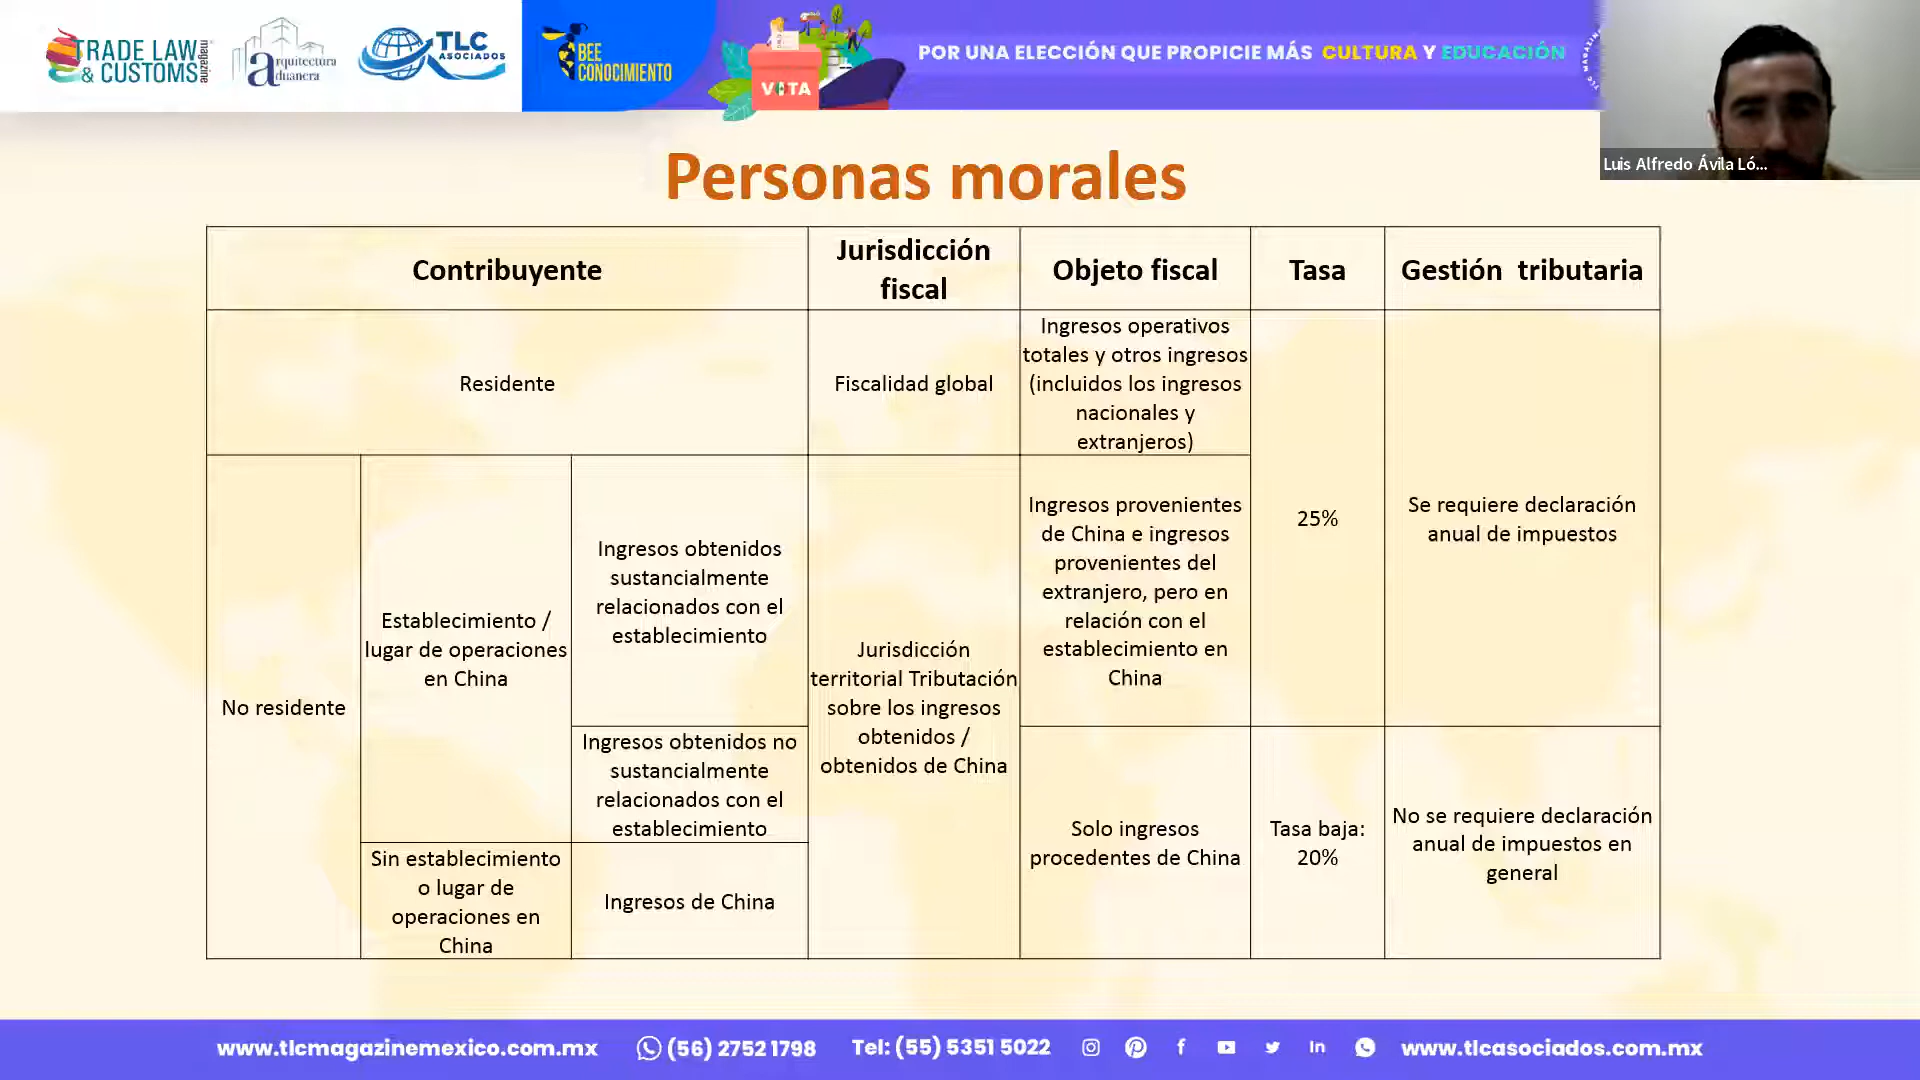 TRADE LAW
& CUSTOMS
magazine
arquitectura
aduanera
TLC
ASOCIADOS
BEE
CONOCIMIENTO
VOTA
POR UNA ELECCIÓN QUE PROPICIE MÁS CULTURA Y EDUCACIÓN
Luis Alfredo Ávila Ló...
Personas morales
Contribuyente
Jurisdicción
fiscal
Objeto fiscal
Tasa
Gestión tributaria
Residente
Fiscalidad global
Ingresos operativos
totales y otros ingresos
(incluidos los ingresos
nacionales y
extranjeros)
25%
Se requiere declaración
anual de impuestos
No residente
Establecimiento /
lugar de operaciones
en China
Ingresos obtenidos
sustancialmente
relacionados con el
establecimiento
Jurisdicción
territorial Tributación
sobre los ingresos
obtenidos /
obtenidos de China
Ingresos provenientes
de China e ingresos
provenientes del
extranjero, pero en
relación con el
establecimiento en
China
Ingresos obtenidos no
sustancialmente
relacionados con el
establecimiento
Solo ingresos
procedentes de China
Tasa baja:
20%
No se requiere declaración
anual de impuestos en
general
Sin establecimiento
o lugar de
operaciones en
China
Ingresos de China
www.tlcmagazinemexico.com.mx
(56) 2752 1798
Tel: (55) 5351 5022
www.tlcasociados.com.mx